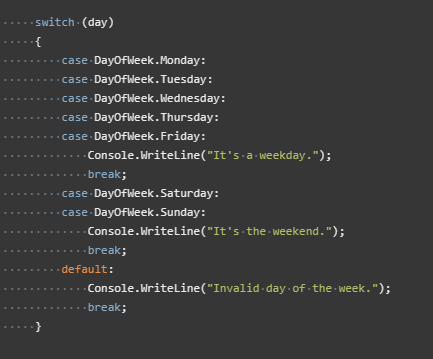 switch (day)
{
case DayOfWeek.Monday:
case DayOfWeek.Tuesday:
case DayOfWeek.Wednesday:
case DayOfWeek.Thursday:
case DayOfWeek.Friday:
Console.WriteLine("It's a weekday.");
break;
case DayOfWeek.Saturday:
case DayOfWeek.Sunday:
Console.WriteLine("It's the weekend.");
break;
default:
Console.WriteLine("Invalid day of the week.");
break;
}